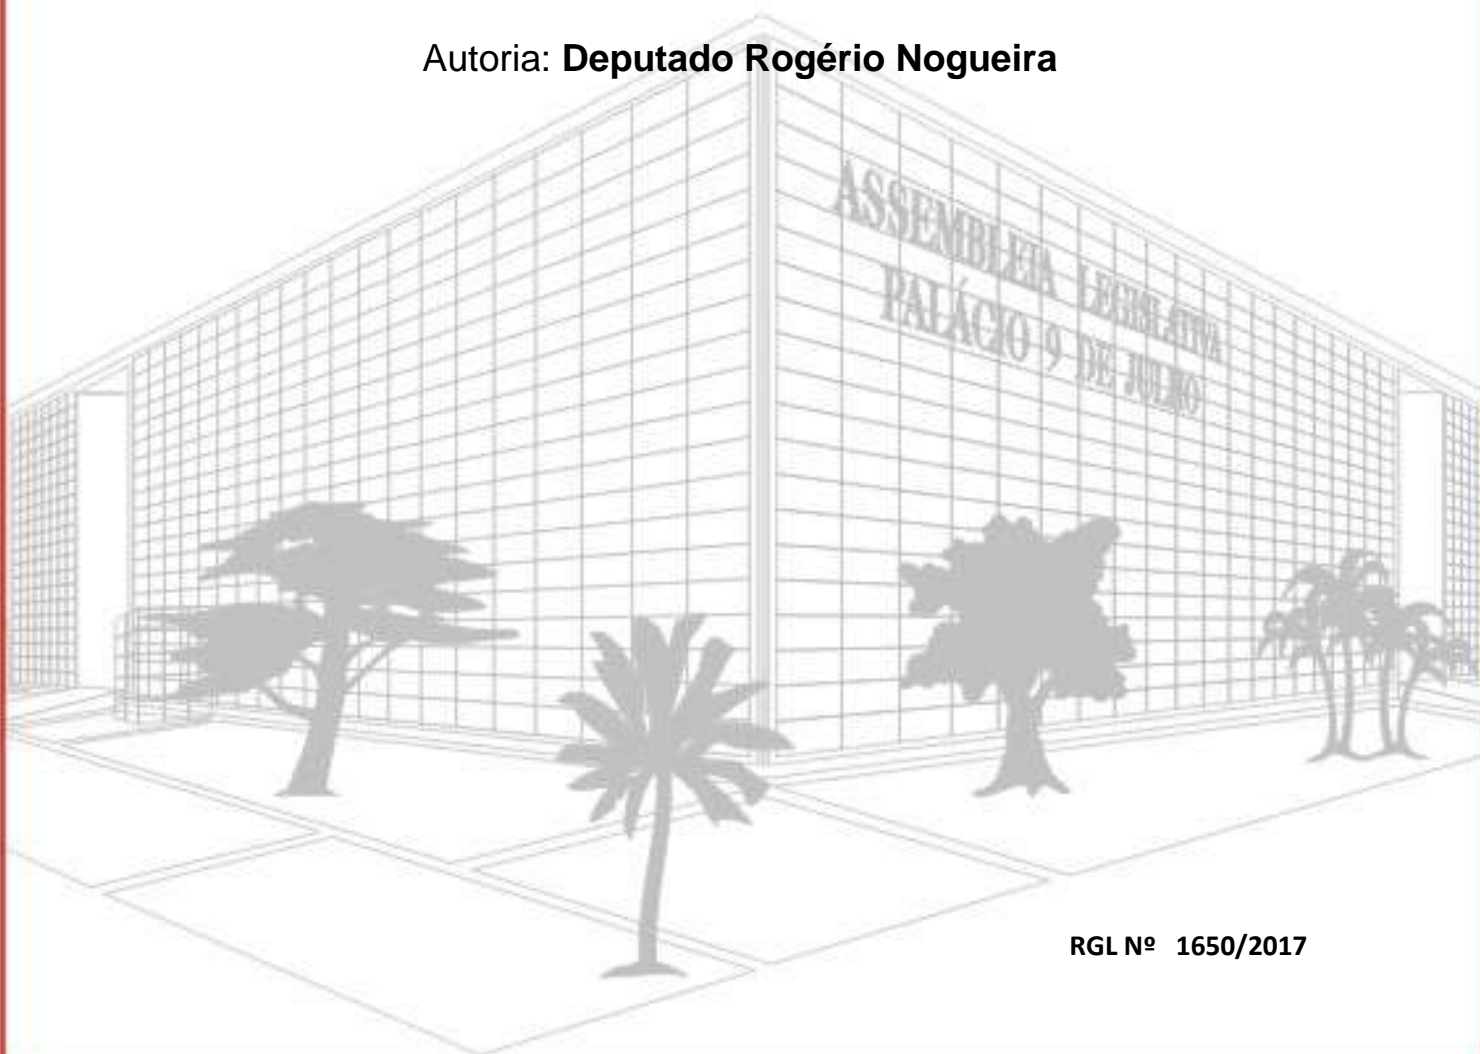 Autoria: Deputado Rogério Nogueira
ASSEMBLEIA LEGISLATIVA
PALÁCIO 9 DE JULHO
RGL Nº 1650/2017